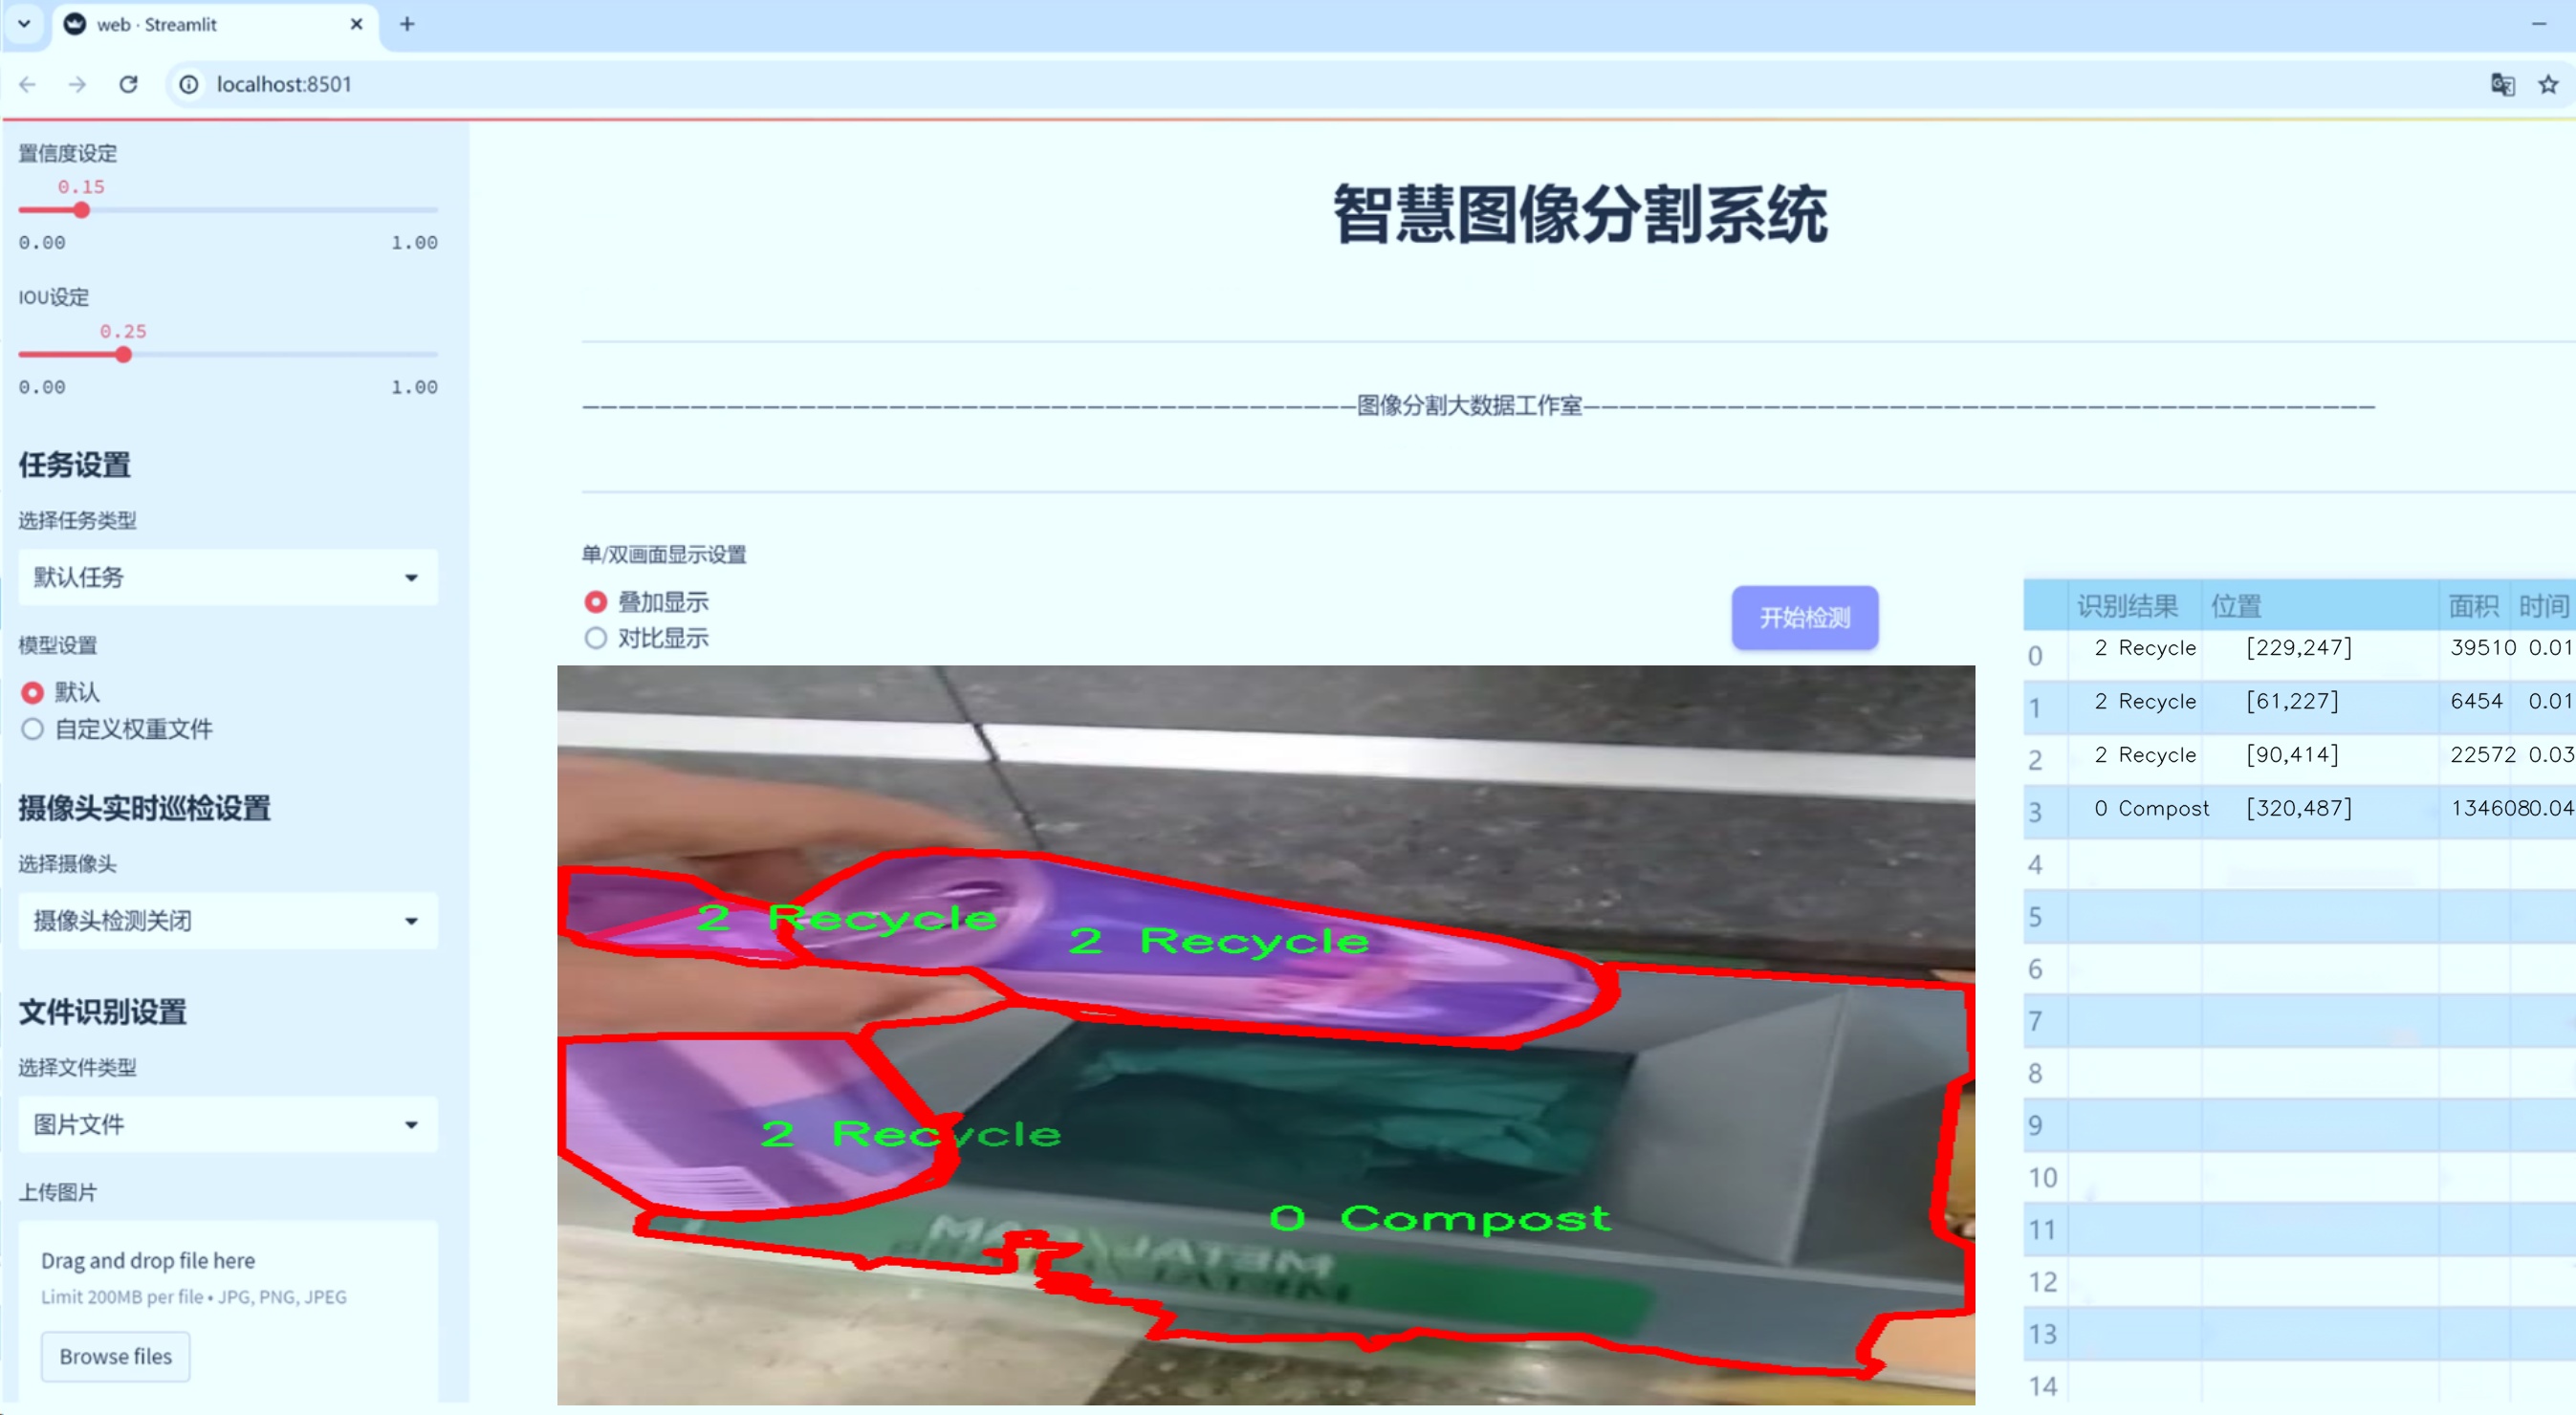 web · Streamlit
localhost:8501
置信度设定
0.15
0.00 1.00
IOU设定
0.25
0.00 1.00
任务设置
选择任务类型
默认任务
模型设置
默认
自定义权重文件
摄像头实时巡检设置
选择摄像头
摄像头检测关闭
文件识别设置
选择文件类型
图片文件
上传图片
Drag and drop file here
Limit 200MB per file • JPG, PNG, JPEG
Browse files
智慧图像分割系统
————————————————————————————————————————————图像分割大数据工作室————————————————————————————————————————————
单/双画面显示设置
叠加显示
对比显示
开始检测
2 Recycle
2 Recycle
2 Recycle
0 Compost
识别结果 位置 面积 时间
0 2 Recycle [229,247] 39510 0.01
1 2 Recycle [61,227] 6454 0.01
2 2 Recycle [90,414] 22572 0.03
3 0 Compost [320,487] 134608 0.04
4
5
6
7
8
9
10
11
12
13
14